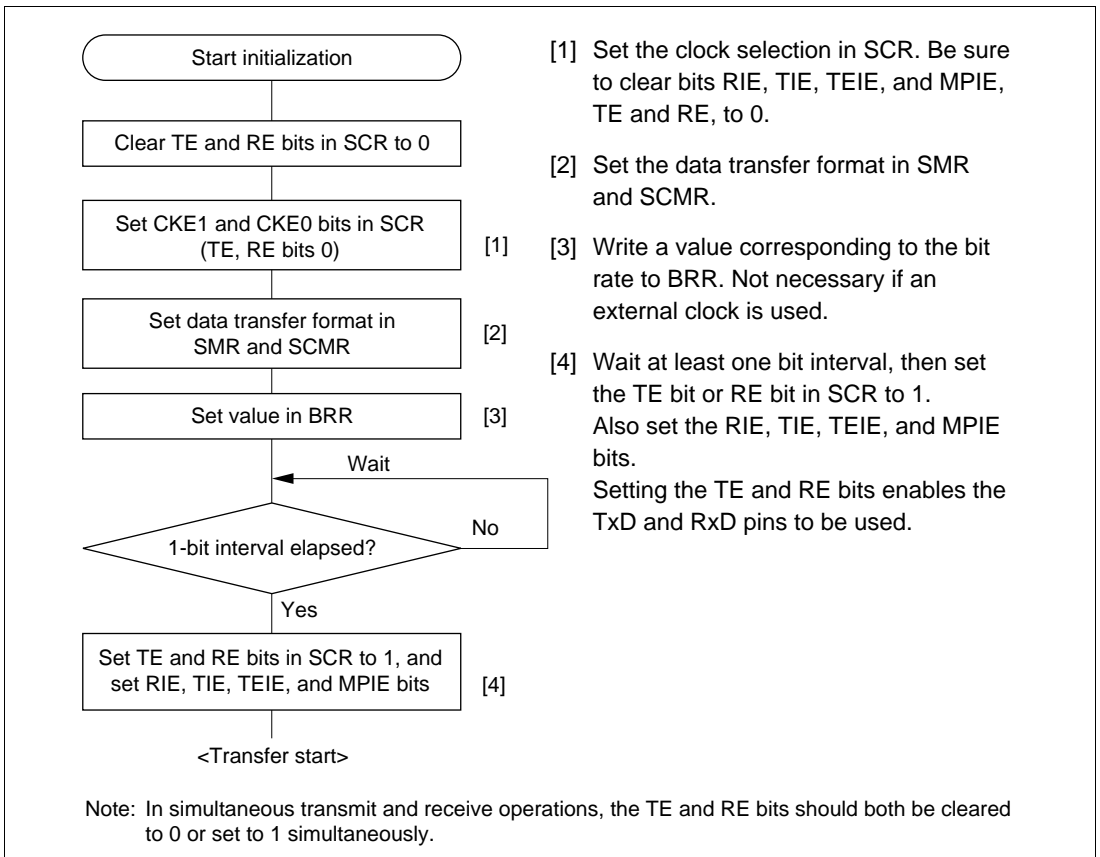 Start initialization
Clear TE and RE bits in SCR to 0
Set CKE1 and CKE0 bits in SCR
(TE, RE bits 0)
[1]
Set data transfer format in
SMR and SCMR
[2]
Set value in BRR
[3]
Wait
1-bit interval elapsed?
No
Yes
Set TE and RE bits in SCR to 1, and
set RIE, TIE, TEIE, and MPIE bits
[4]
<Transfer start>
[1] Set the clock selection in SCR. Be sure
to clear bits RIE, TIE, TEIE, and MPIE,
TE and RE, to 0.
[2] Set the data transfer format in SMR
and SCMR.
[3] Write a value corresponding to the bit
rate to BRR. Not necessary if an
external clock is used.
[4] Wait at least one bit interval, then set
the TE bit or RE bit in SCR to 1.
Also set the RIE, TIE, TEIE, and MPIE
bits.
Setting the TE and RE bits enables the
TxD and RxD pins to be used.
Note: In simultaneous transmit and receive operations, the TE and RE bits should both be cleared
to 0 or set to 1 simultaneously.